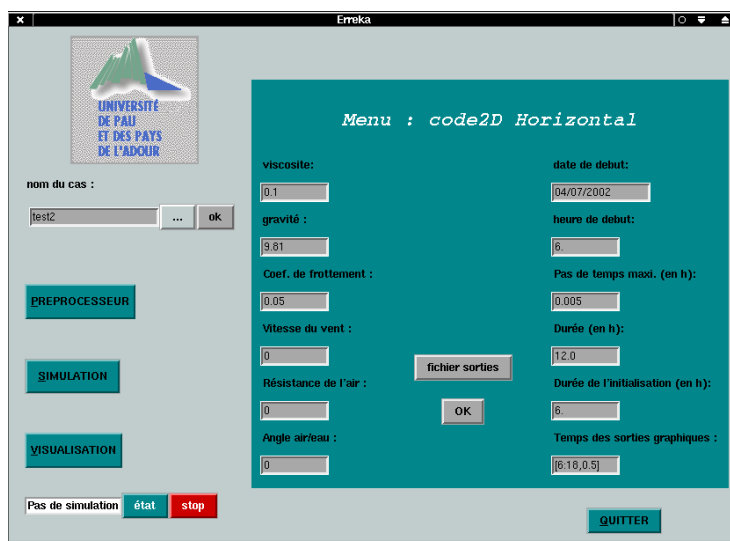 Erreka
UNIVERSITÉ
DE PAU
ET DES PAYS
DE L'ADOUR
nom du cas :
test2
...
ok
PREPROCESSEUR
SIMULATION
VISUALISATION
Pas de simulation
état
stop
Menu : code2D Horizontal
viscosite:
0.1
gravité :
9.81
Coef. de frottement :
0.05
Vitesse du vent :
0
Résistance de l'air :
0
Angle air/eau :
0
fichier sorties
OK
date de debut:
04/07/2002
heure de debut:
6.
Pas de temps maxi. (en h):
0.005
Durée (en h):
12.0
Durée de l'initialisation (en h):
6.
Temps des sorties graphiques :
[6:18,0.5]
QUITTER